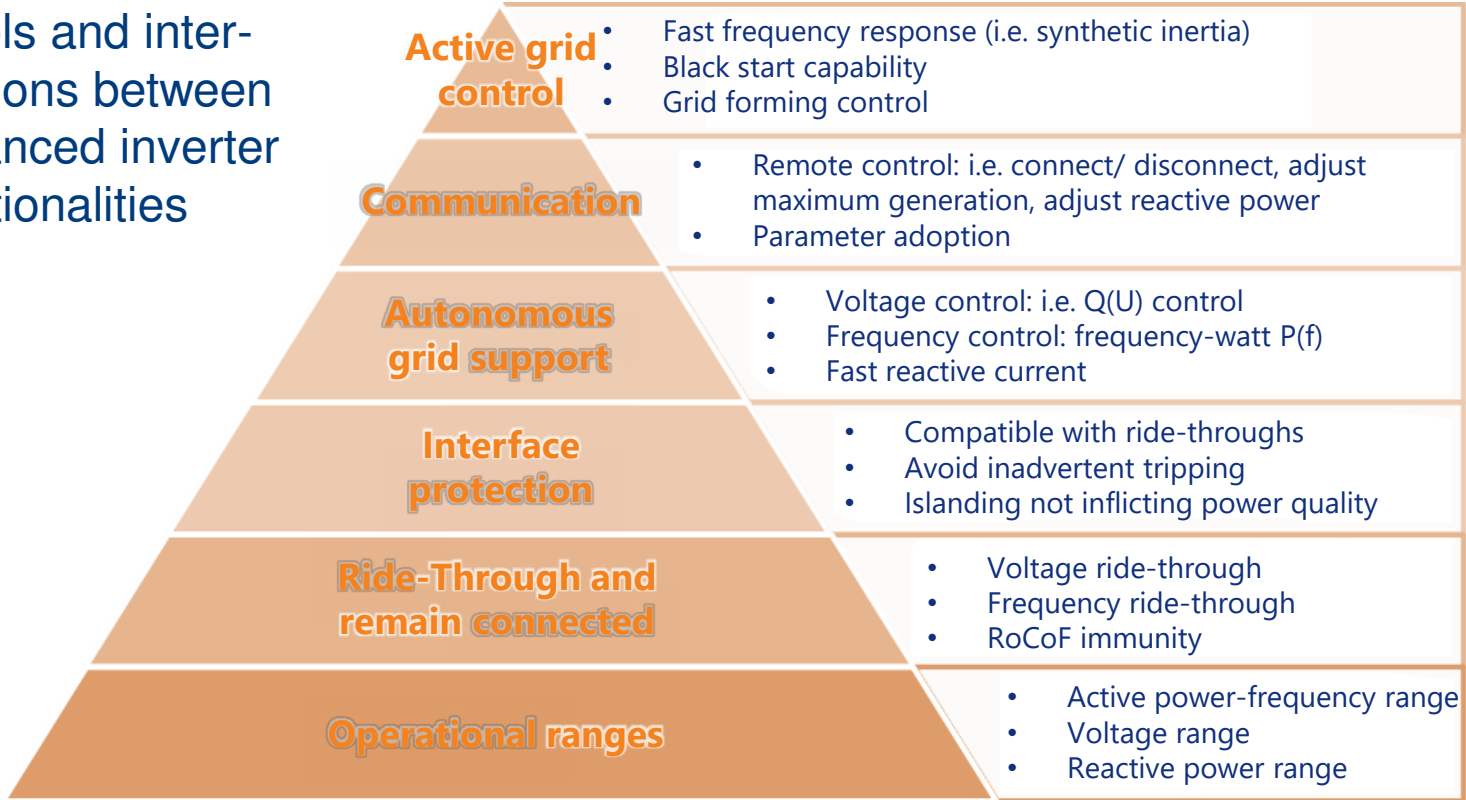 ls and inter-
ons between
anced inverter
tionalities
Active grid
control
• Fast frequency response (i.e. synthetic inertia)
• Black start capability
• Grid forming control
Communication
• Remote control: i.e. connect/ disconnect, adjust
maximum generation, adjust reactive power
• Parameter adoption
Autonomous
grid support
• Voltage control: i.e. Q(U) control
• Frequency control: frequency-watt P(f)
• Fast reactive current
Interface
protection
• Compatible with ride-throughs
• Avoid inadvertent tripping
• Islanding not inflicting power quality
Ride-Through and
remain connected
• Voltage ride-through
• Frequency ride-through
• RoCoF immunity
Operational ranges
• Active power-frequency range
• Voltage range
• Reactive power range